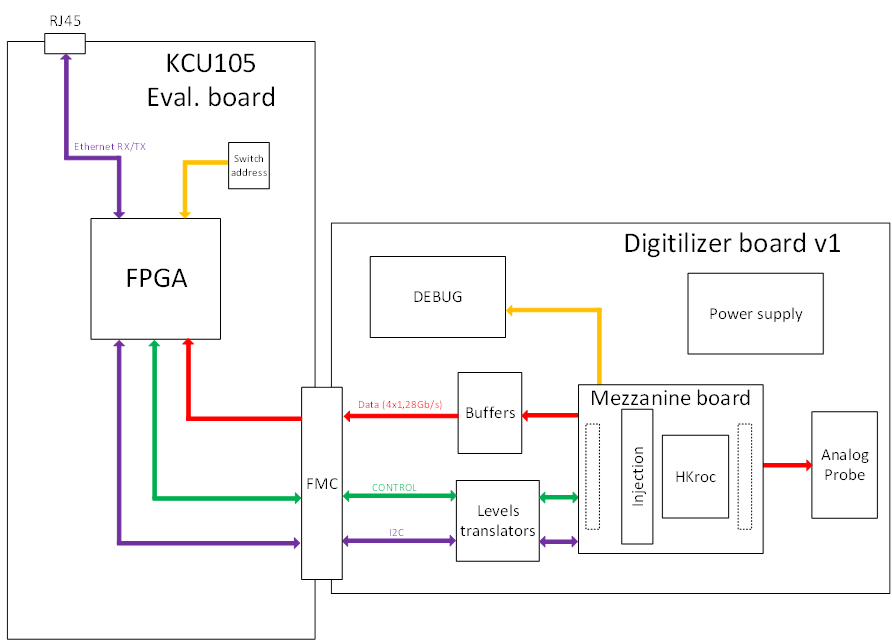 RJ45
KCU105
Eval. board
Ethernet RX/TX
Switch
address
FPGA
Digitilizer board v1
DEBUG
Power supply
Data (4x1,28Gb/s)
Buffers
Mezzanine board
Injection
HKroc
Analog
Probe
FMC
CONTROL
Levels
translators
I2C